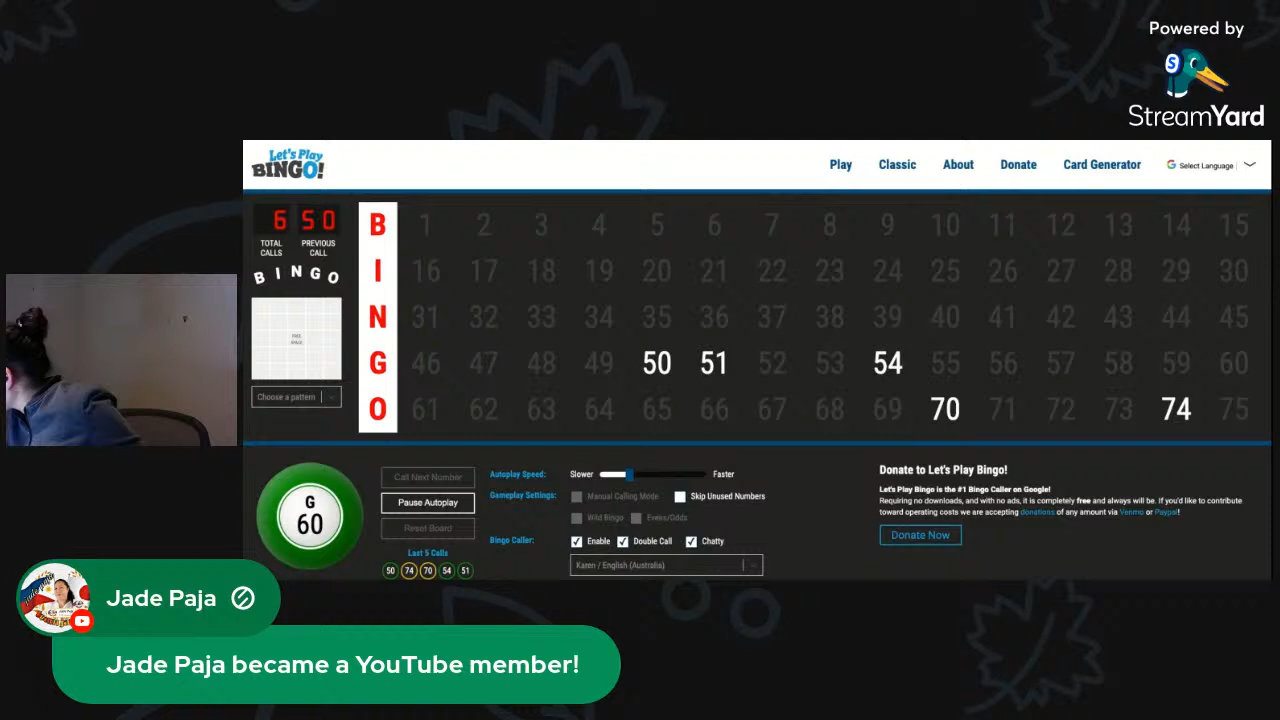 Powered by
S
StreamYard
Let's Play
BINGO!
Play
Classic
About
Donate
Card Generator
G Select Language
6 50
TOTAL CALLS
PREVIOUS CALL
BINGO
FREE SPACE
Choose a pattern
B 1 2 3 4 5 6 7 8 9 10 11 12 13 14 15
I 16 17 18 19 20 21 22 23 24 25 26 27 28 29 30
N 31 32 33 34 35 36 37 38 39 40 41 42 43 44 45
G 46 47 48 49 50 51 52 53 54 55 56 57 58 59 60
O 61 62 63 64 65 66 67 68 69 70 71 72 73 74 75
G
60
Call Next Number
Pause Autoplay
Reset Board
Last 5 Calls
50 74 70 54 51
Autoplay Speed: Slower Faster
Gameplay Settings: Manual Calling Mode Skip Unused Numbers
Wild Bingo Evens/Odds
Bingo Caller: Enable Double Call Chatty
Karen / English (Australia)
Donate to Let's Play Bingo!
Let's Play Bingo is the #1 Bingo Caller on Google!
Requiring no downloads, and with no ads, it is completely free and always will be. If you'd like to contribute
toward operating costs we are accepting donations of any amount via Venmo or Paypal!
Donate Now
Jade Paja
Jade Paja became a YouTube member!